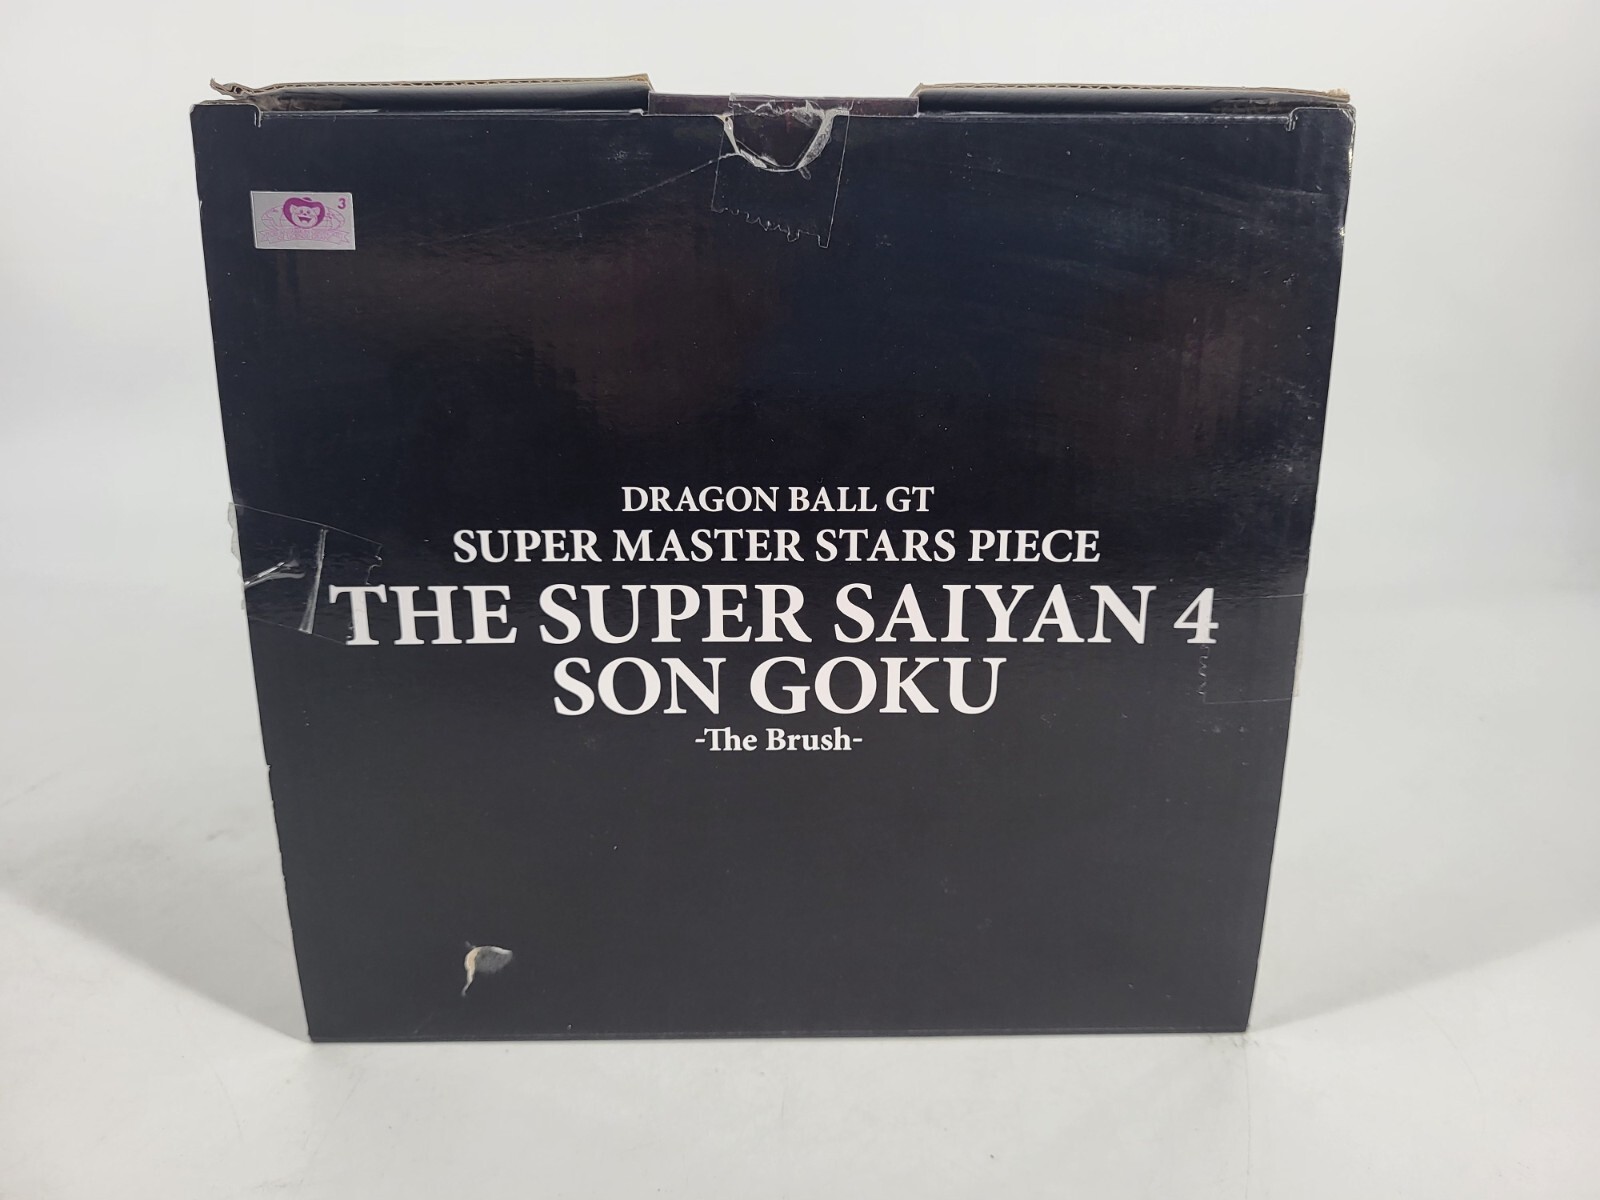 3
DRAGON BALL GT
SUPER MASTER STARS PIECE
THE SUPER SAIYAN 4
SON GOKU
-The Brush-